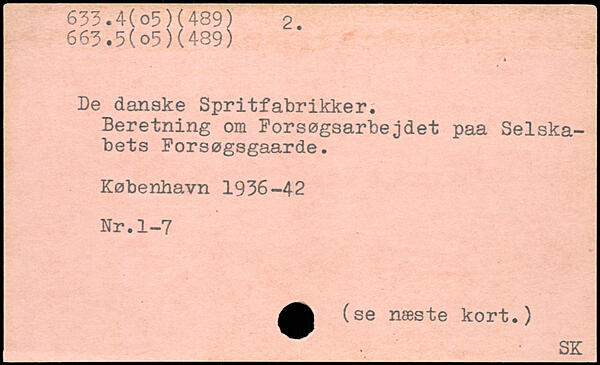 633.4(o5)(489) 2.
663.5(o5)(489)
De danske Spritfabrikker.
Beretning om Forsøgsarbejdet paa Selska-
bets Forsøgsgaarde.
København 1936-42
Nr.1-7
(se næste kort.)
SK